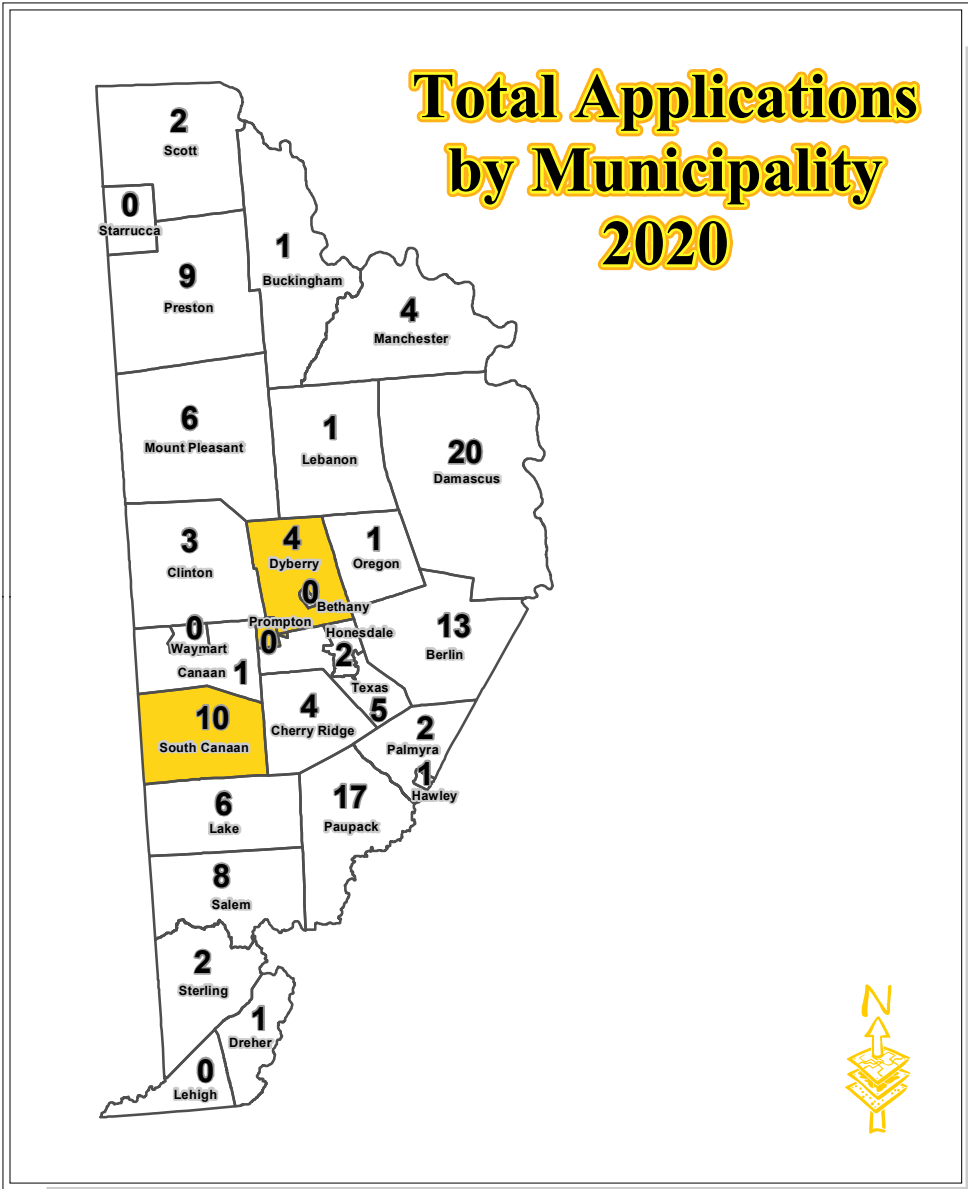 Total Applications
by Municipality
2020
2
Scott
0
Starrucca
9
Preston
1
Buckingham
4
Manchester
6
Mount Pleasant
1
Lebanon
20
Damascus
3
Clinton
4
Dyberry
1
Oregon
0
Bethany
Prompton
0
Honesdale
2
13
Berlin
0
Waymart
Canaan 1
Texas
5
10
South Canaan
4
Cherry Ridge
2
Palmyra
1
Hawley
6
Lake
17
Paupack
8
Salem
2
Sterling
1
Dreher
0
Lehigh
N